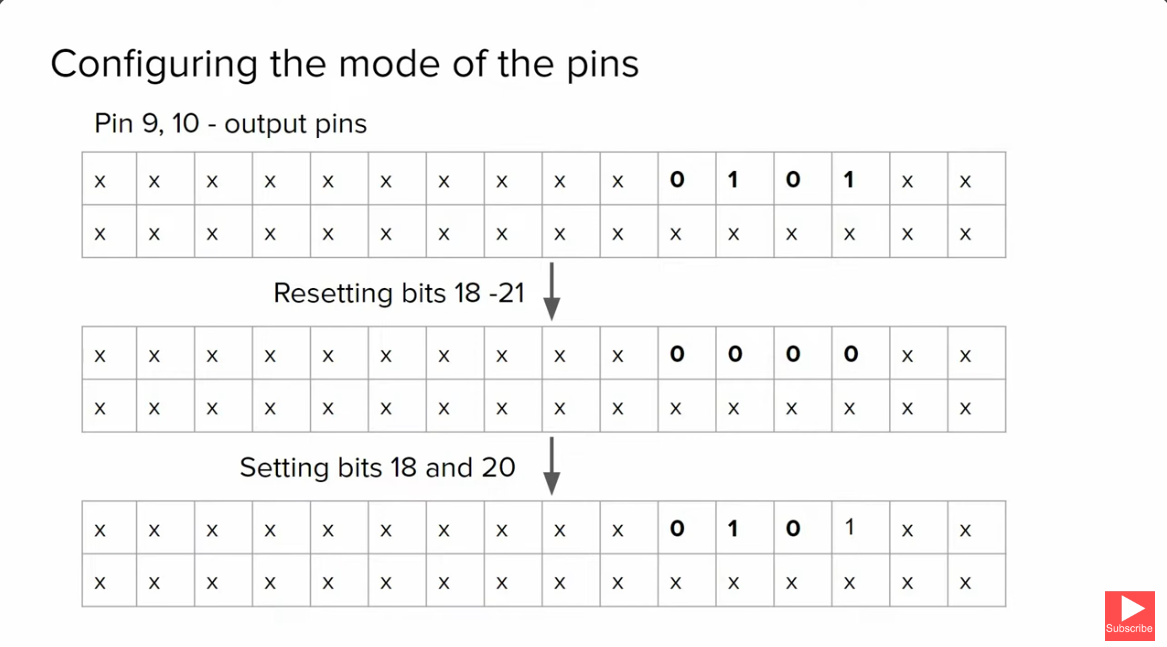 Configuring the mode of the pins
Pin 9, 10 - output pins
x x x x x x x x x x 0 1 0 1 x x
x x x x x x x x x x x x x x x x
Resetting bits 18 -21
x x x x x x x x x x 0 0 0 0 x x
x x x x x x x x x x x x x x x x
Setting bits 18 and 20
x x x x x x x x x x 0 1 0 1 x x
x x x x x x x x x x x x x x x x
Subscribe